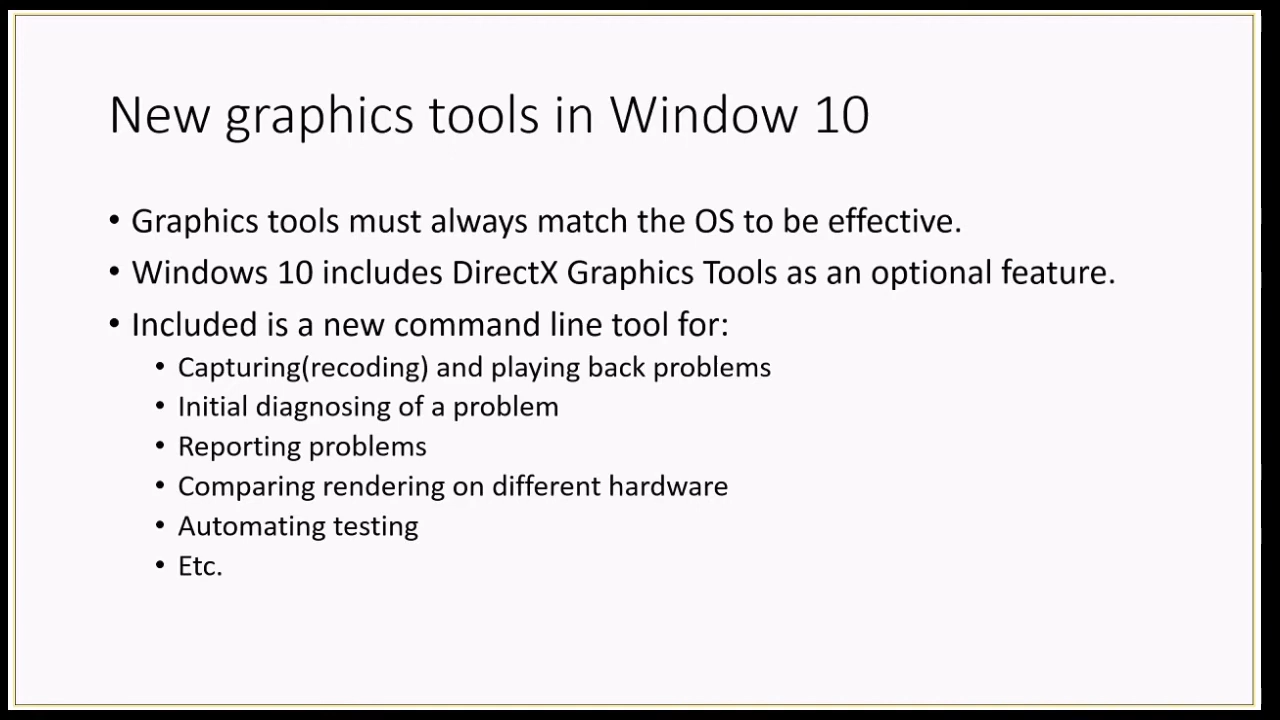 New graphics tools in Window 10
• Graphics tools must always match the OS to be effective.
• Windows 10 includes DirectX Graphics Tools as an optional feature.
• Included is a new command line tool for:
• Capturing(recoding) and playing back problems
• Initial diagnosing of a problem
• Reporting problems
• Comparing rendering on different hardware
• Automating testing
• Etc.